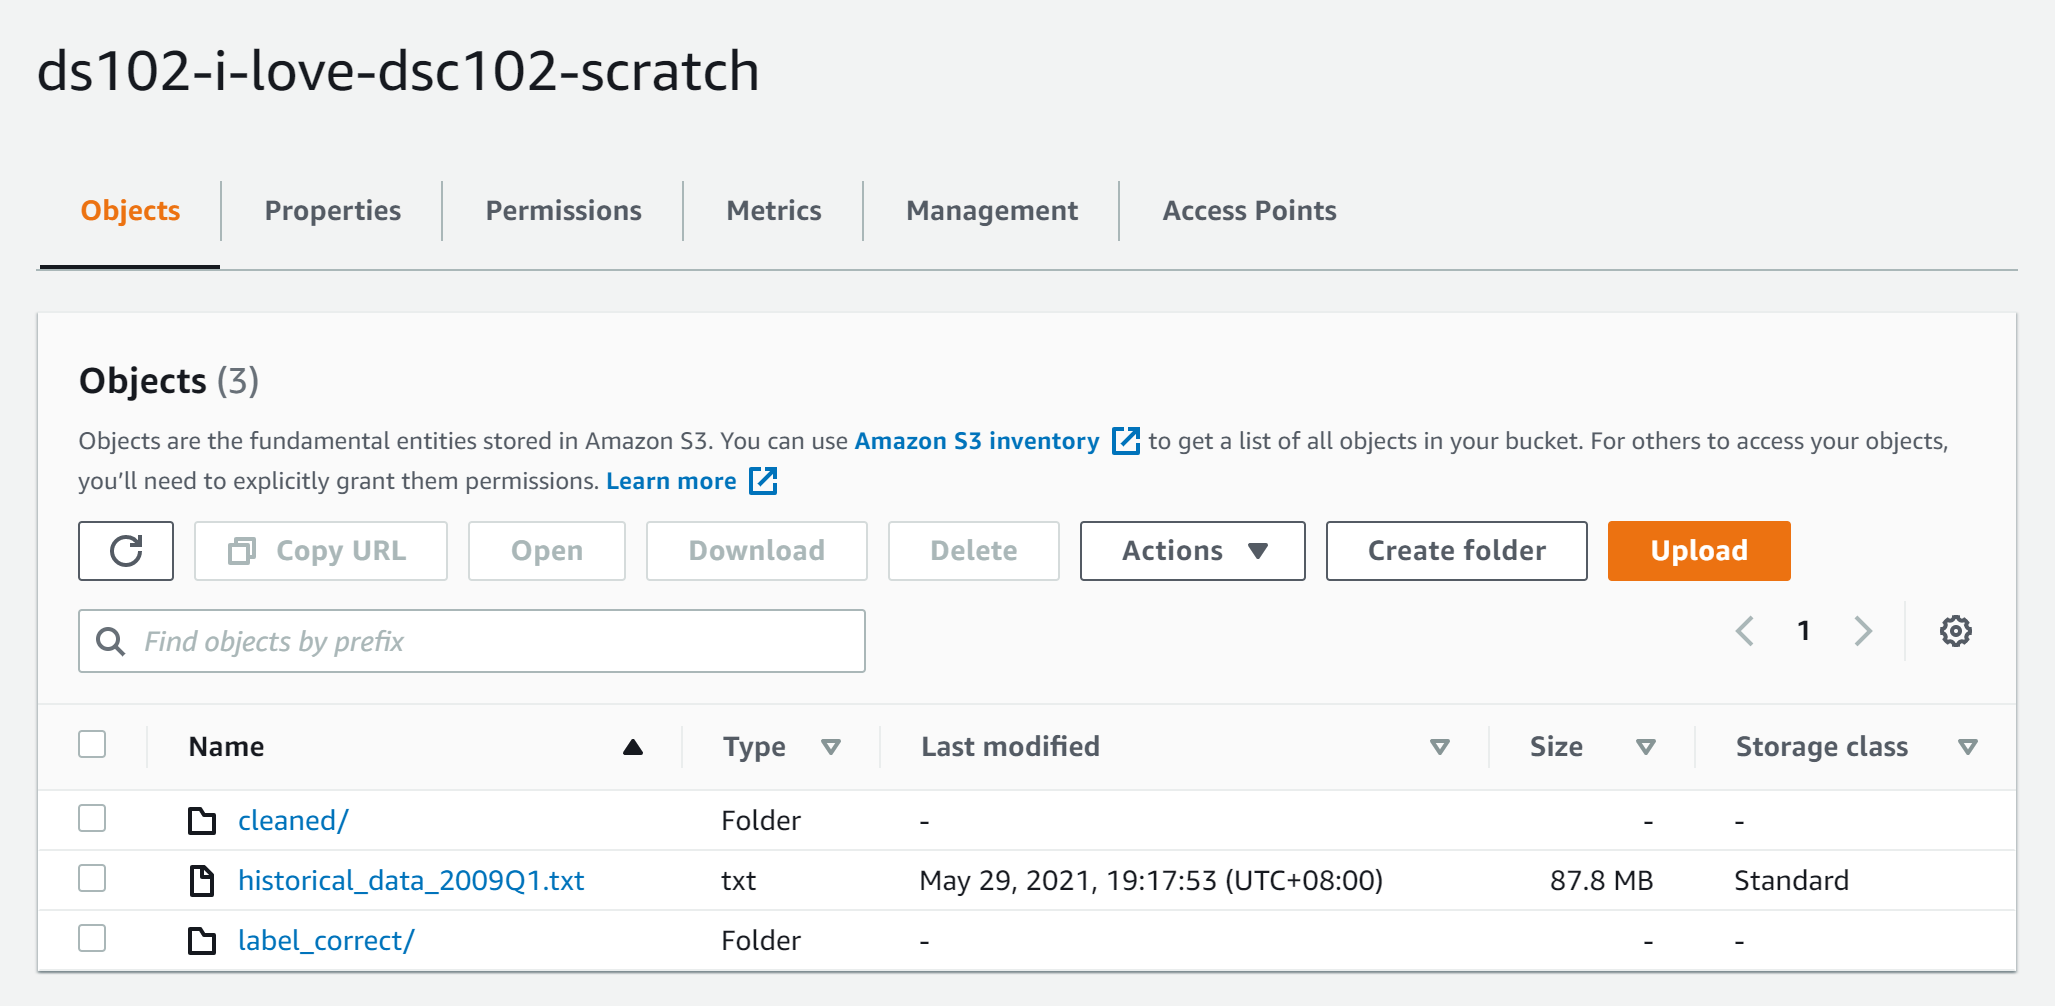 ds102-i-love-dsc102-scratch
Objects Properties Permissions Metrics Management Access Points
Objects (3)
Objects are the fundamental entities stored in Amazon S3. You can use Amazon S3 inventory to get a list of all objects in your bucket. For others to access your objects,
you’ll need to explicitly grant them permissions. Learn more
Copy URL Open Download Delete Actions Create folder Upload
Find objects by prefix 1
Name Type Last modified Size Storage class
cleaned/ Folder - - -
historical_data_2009Q1.txt txt May 29, 2021, 19:17:53 (UTC+08:00) 87.8 MB Standard
label_correct/ Folder - - -